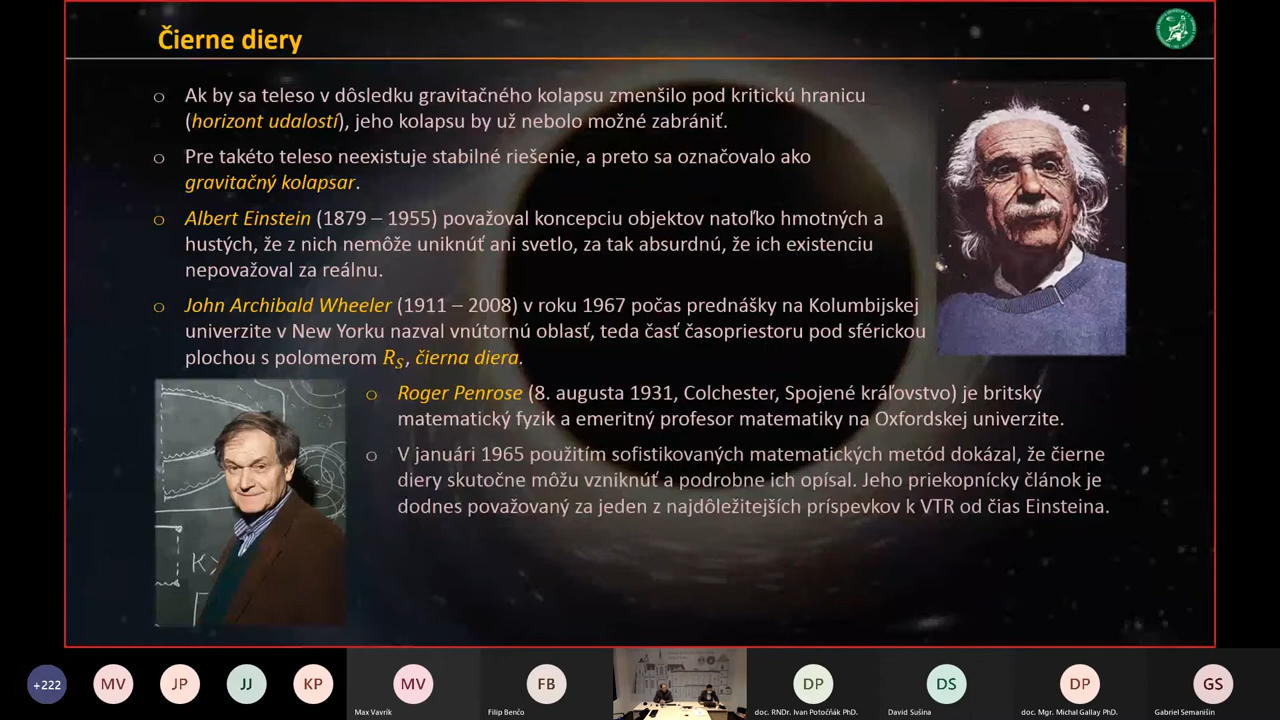 Čierne diery
Ak by sa teleso v dôsledku gravitačného kolapsu zmenšilo pod kritickú hranicu
(horizont udalostí), jeho kolapsu by už nebolo možné zabrániť.
Pre takéto teleso neexistuje stabilné riešenie, a preto sa označovalo ako
gravitačný kolapsar.
Albert Einstein (1879 – 1955) považoval koncepciu objektov natoľko hmotných a
hustých, že z nich nemôže uniknúť ani svetlo, za tak absurdnú, že ich existenciu
nepovažoval za reálnu.
John Archibald Wheeler (1911 – 2008) v roku 1967 počas prednášky na Kolumbijskej
univerzite v New Yorku nazval vnútornú oblasť, teda časť časopriestoru pod sférickou
plochou s polomerom R_S, čierna diera.
Roger Penrose (8. augusta 1931, Colchester, Spojené kráľovstvo) je britský
matematický fyzik a emeritný profesor matematiky na Oxfordskej univerzite.
V januári 1965 použitím sofistikovaných matematických metód dokázal, že čierne
diery skutočne môžu vzniknúť a podrobne ich opísal. Jeho priekopnícky článok je
dodnes považovaný za jeden z najdôležitejších príspevkov k VTR od čias Einsteina.
+222
MV
JP
JJ
KP
MV
Max Vavrik
FB
Filip Benčo
DP
doc. RNDr. Ivan Potočňák PhD.
DS
David Sušina
DP
doc. Mgr. Michal Gallay PhD.
GS
Gabriel Semanišin